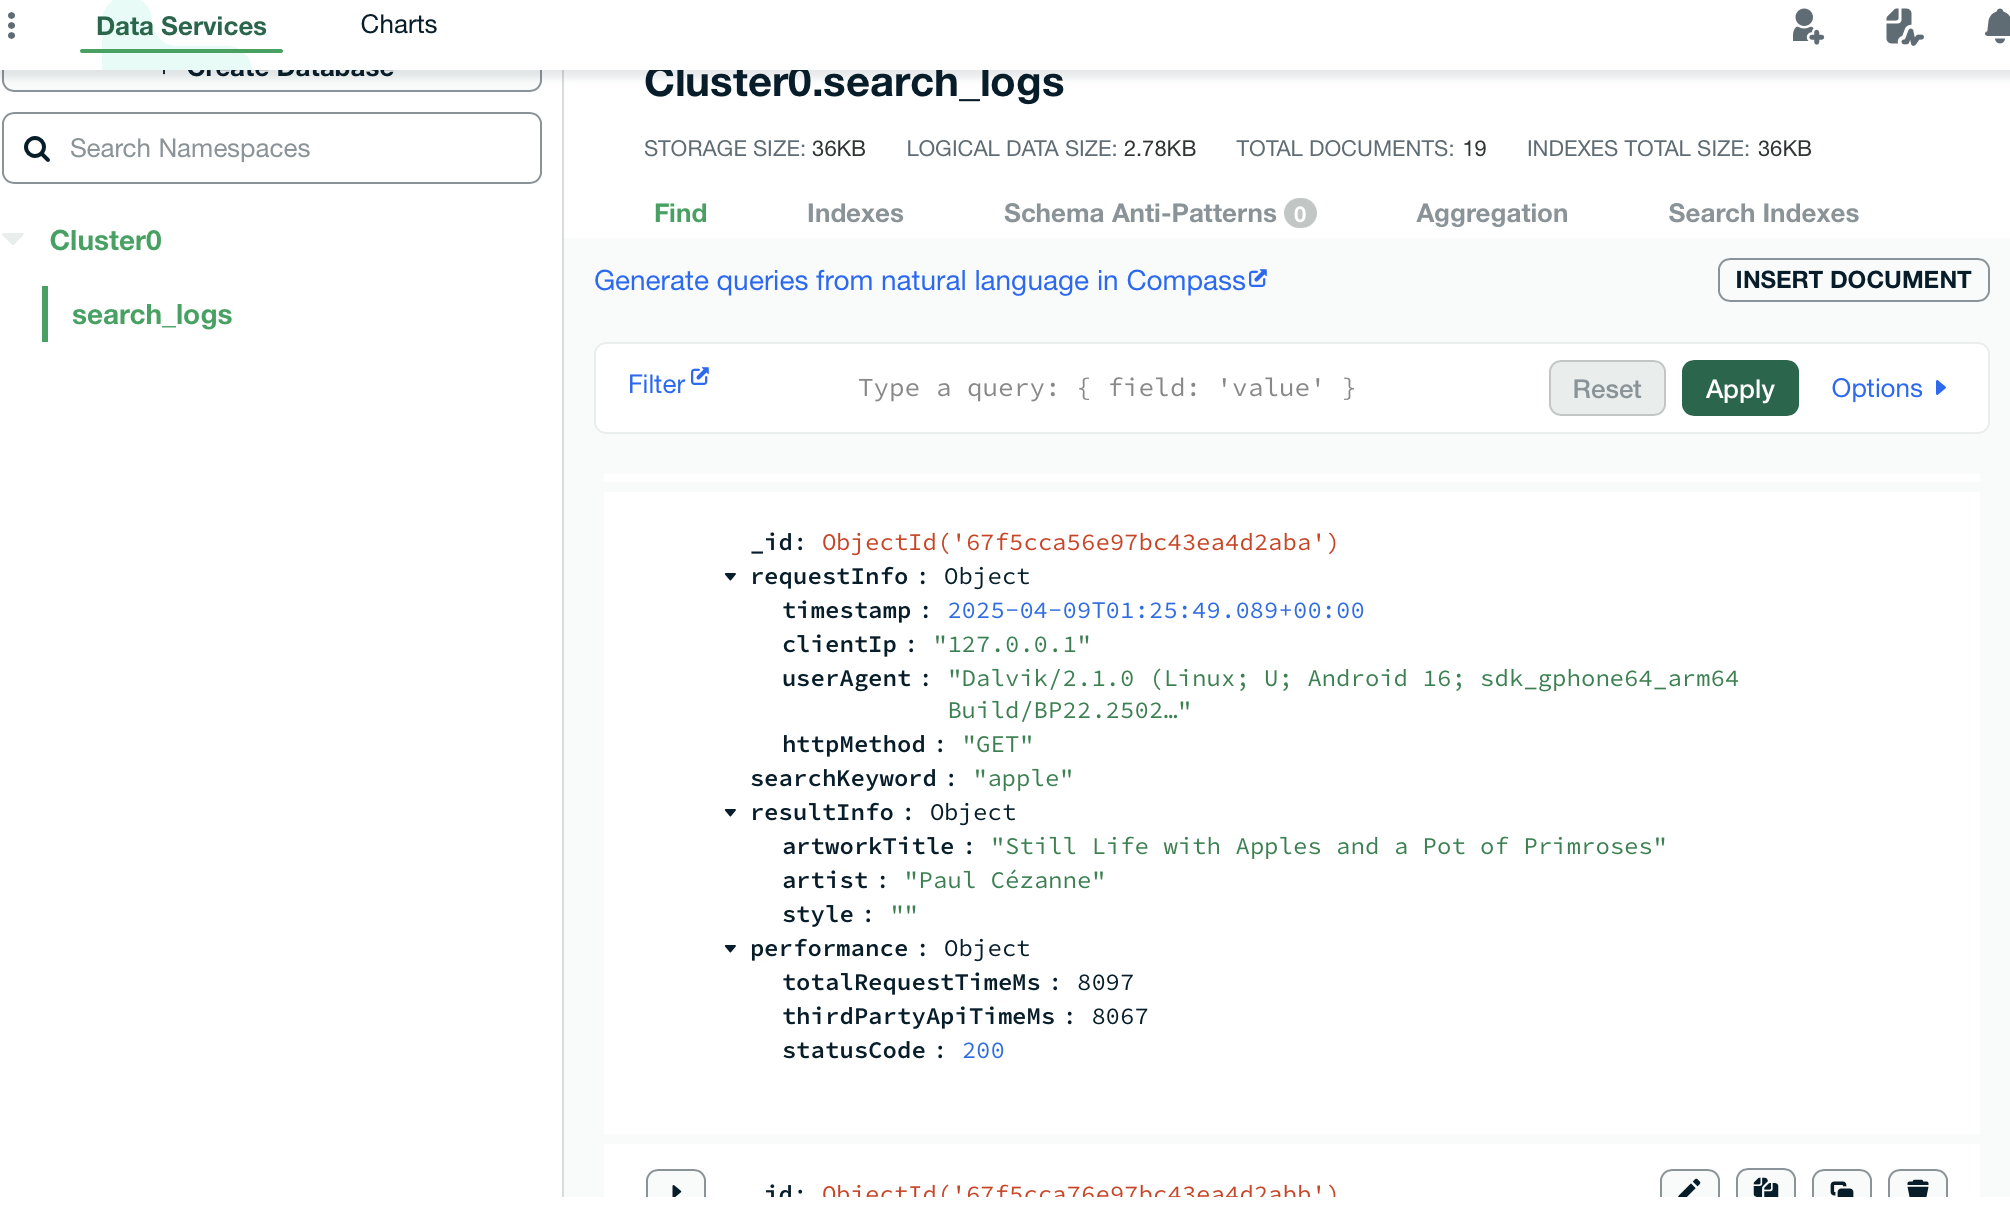 Data Services
Charts
Create Database
Search Namespaces
Cluster0
search_logs
Cluster0.search_logs
STORAGE SIZE: 36KB LOGICAL DATA SIZE: 2.78KB TOTAL DOCUMENTS: 19 INDEXES TOTAL SIZE: 36KB
Find Indexes Schema Anti-Patterns 0 Aggregation Search Indexes
Generate queries from natural language in Compass
INSERT DOCUMENT
Filter Type a query: { field: 'value' } Reset Apply Options
_id: ObjectId('67f5cca56e97bc43ea4d2aba')
requestInfo : Object
timestamp : 2025-04-09T01:25:49.089+00:00
clientIp : "127.0.0.1"
userAgent : "Dalvik/2.1.0 (Linux; U; Android 16; sdk_gphone64_arm64
Build/BP22.2502…"
httpMethod : "GET"
searchKeyword : "apple"
resultInfo : Object
artworkTitle : "Still Life with Apples and a Pot of Primroses"
artist : "Paul Cézanne"
style : ""
performance : Object
totalRequestTimeMs : 8097
thirdPartyApiTimeMs : 8067
statusCode : 200
_id: ObjectId('67f5cca76e97bc43ea4d2abb')